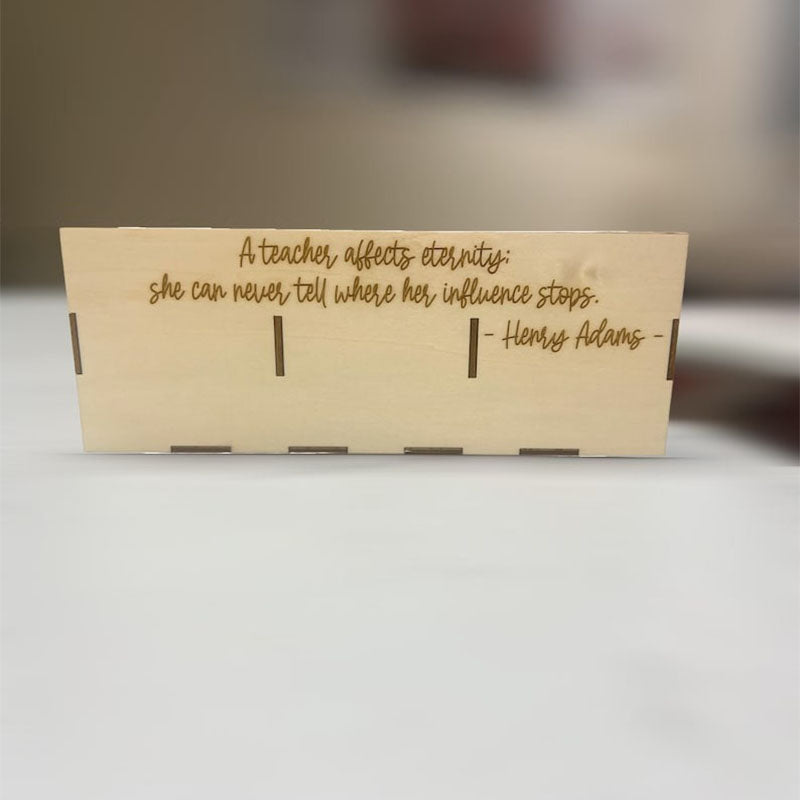 A teacher affects eternity;
she can never tell where her influence stops.
- Henry Adams -